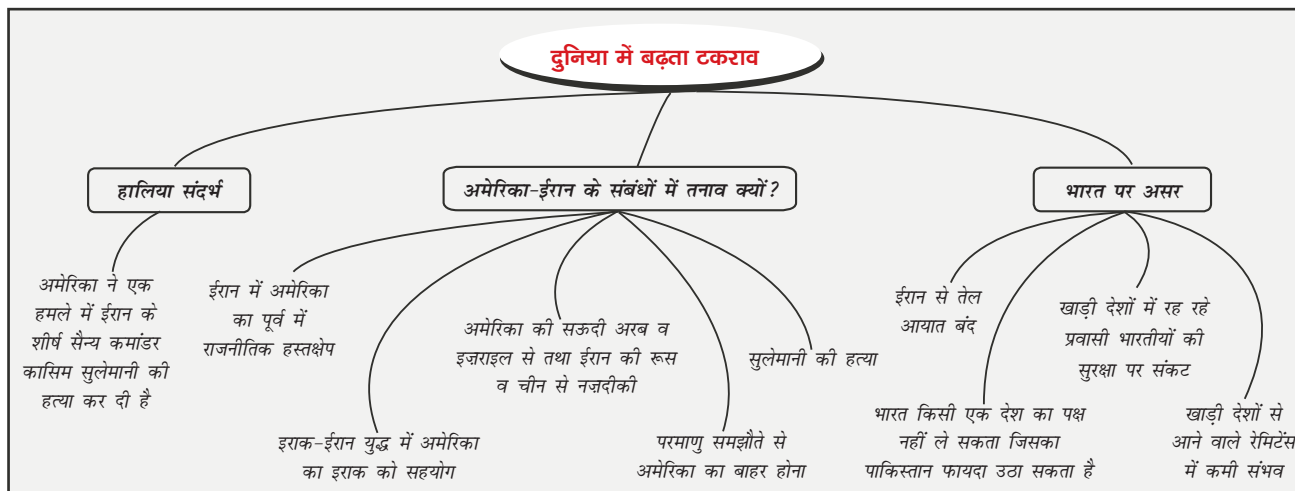 दुनिया में बढ़ता टकराव
हालिया संदर्भ
अमेरिका ने एक
हमले में ईरान के
शीर्ष सैन्य कमांडर
कासिम सुलेमानी की
हत्या कर दी है
अमेरिका-ईरान के संबंधों में तनाव क्यों?
ईरान में अमेरिका
का पूर्व में
राजनीतिक हस्तक्षेप
इराक-ईरान युद्ध में अमेरिका
का इराक को सहयोग
अमेरिका की सऊदी अरब व
इज़राइल से तथा ईरान की रूस
व चीन से नज़दीकी
परमाणु समझौते से
अमेरिका का बाहर होना
सुलेमानी की हत्या
भारत पर असर
ईरान से तेल
आयात बंद
भारत किसी एक देश का पक्ष
नहीं ले सकता जिसका
पाकिस्तान फायदा उठा सकता है
खाड़ी देशों में रह रहे
प्रवासी भारतीयों की
सुरक्षा पर संकट
खाड़ी देशों से
आने वाले रेमिटेंस
में कमी संभव